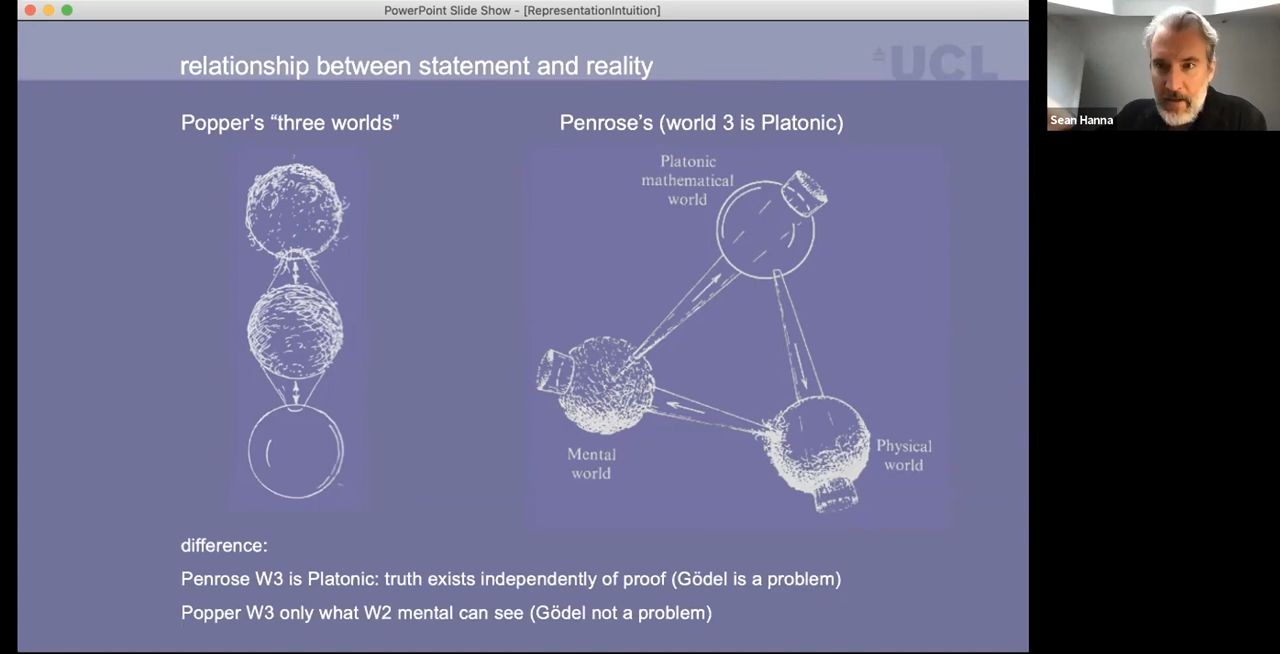 PowerPoint Slide Show - [RepresentationIntuition]
relationship between statement and reality
UCL
Popper's “three worlds”
Penrose's (world 3 is Platonic)
Platonic
mathematical
world
Mental
world
Physical
world
difference:
Penrose W3 is Platonic: truth exists independently of proof (Gödel is a problem)
Popper W3 only what W2 mental can see (Gödel not a problem)
Sean Hanna